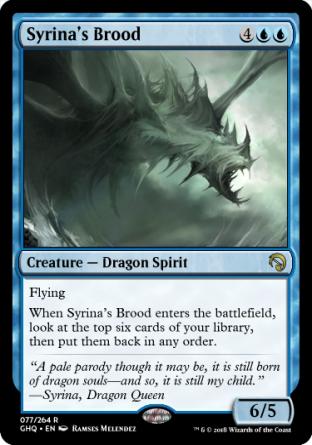 Syrina's Brood 4
Creature — Dragon Spirit
Flying
When Syrina's Brood enters the battlefield,
look at the top six cards of your library,
then put them back in any order.
“A pale parody though it may be, it is still born
of dragon souls—and so, it is still my child.”
—Syrina, Dragon Queen
6/5
077/264 R
GHQ • EN RAMSES MELENDEZ
™ & © 2018 Wizards of the Coast